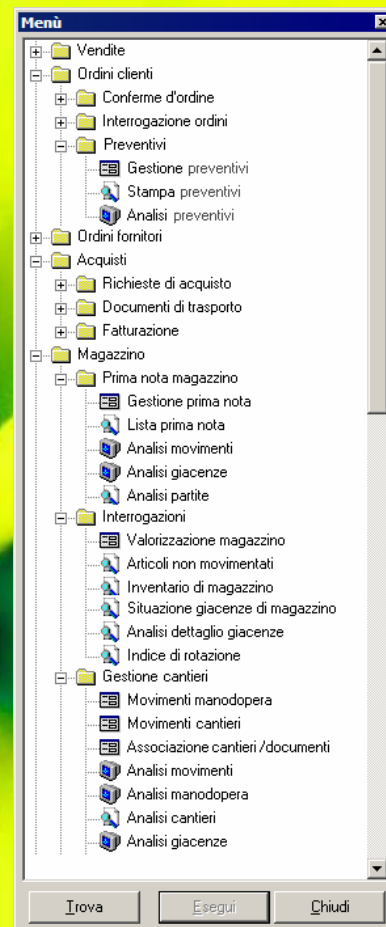 Menù
Vendite
Ordini clienti
Conferme d'ordine
Interrogazione ordini
Preventivi
Gestione preventivi
Stampa preventivi
Analisi preventivi
Ordini fornitori
Acquisti
Richieste di acquisto
Documenti di trasporto
Fatturazione
Magazzino
Prima nota magazzino
Gestione prima nota
Lista prima nota
Analisi movimenti
Analisi giacenze
Analisi partite
Interrogazioni
Valorizzazione magazzino
Articoli non movimentati
Inventario di magazzino
Situazione giacenze di magazzino
Analisi dettaglio giacenze
Indice di rotazione
Gestione cantieri
Movimenti manodopera
Movimenti cantieri
Associazione cantieri /documenti
Analisi movimenti
Analisi manodopera
Analisi cantieri
Analisi giacenze
Trova Esegui Chiudi